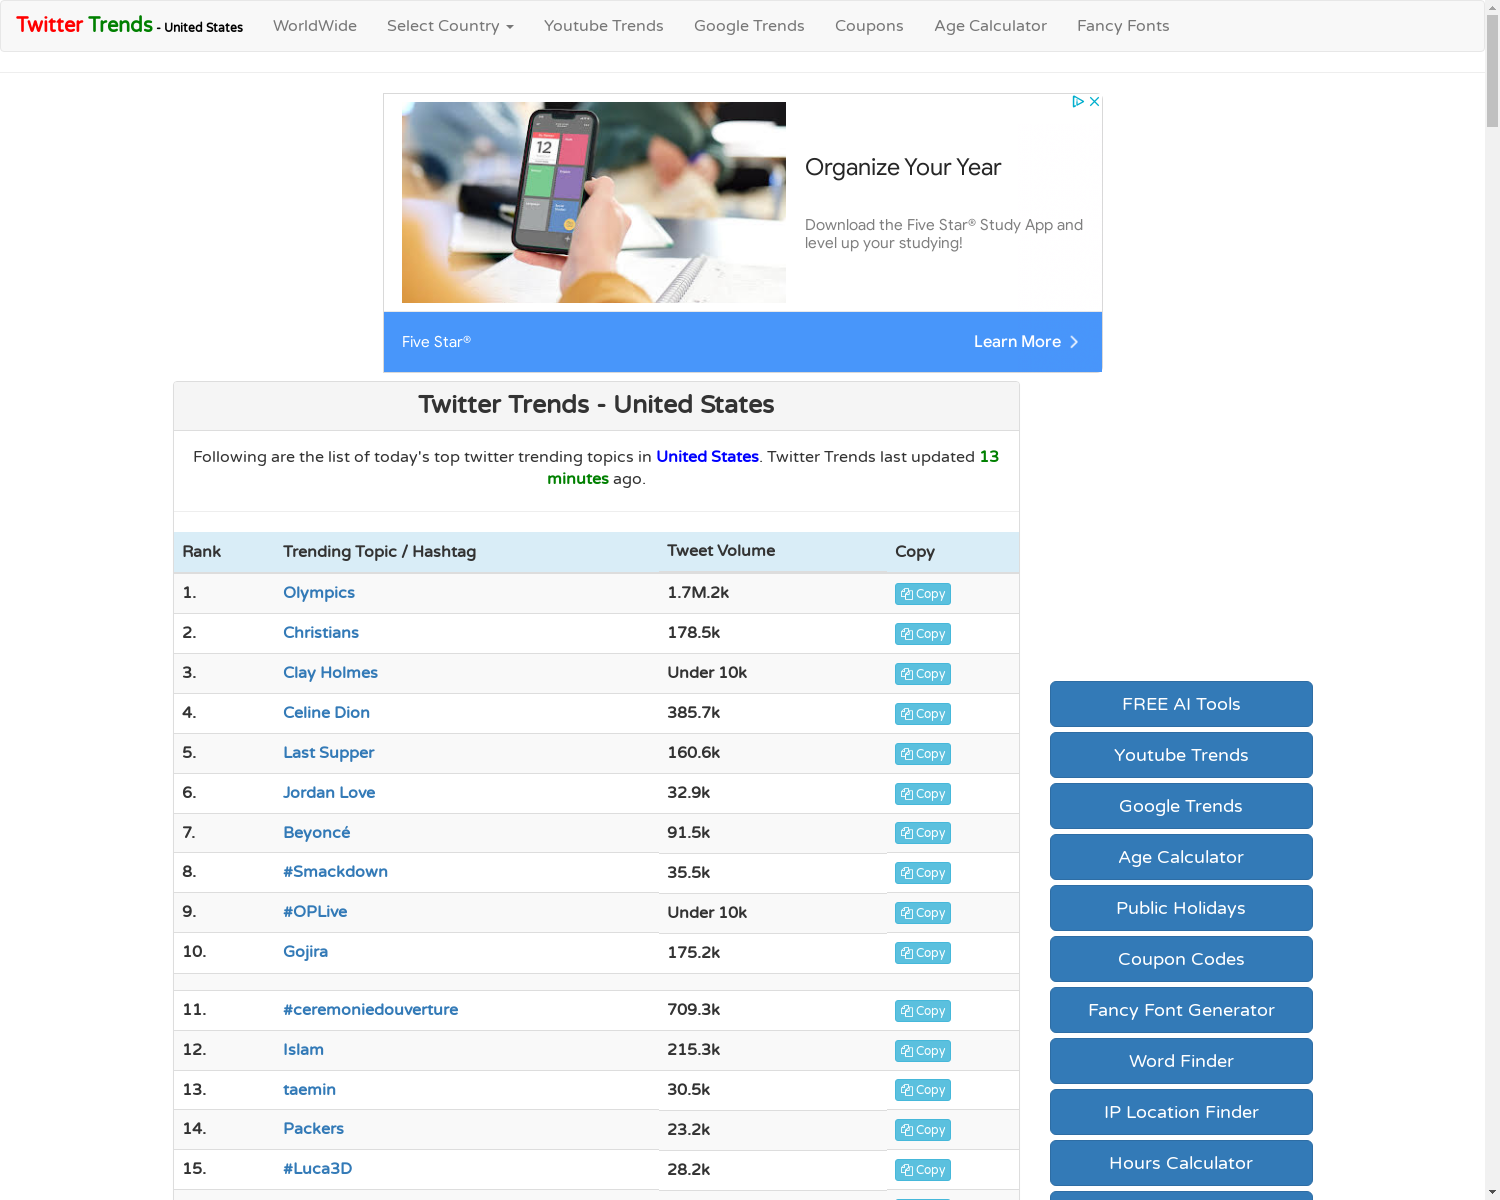 Twitter Trends - United States WorldWide Select Country Youtube Trends Google Trends Coupons Age Calculator Fancy Fonts
12
Organize Your Year
Download the Five Star® Study App and
level up your studying!
Five Star® Learn More
Twitter Trends - United States
Following are the list of today's top twitter trending topics in United States. Twitter Trends last updated 13
minutes ago.
Rank Trending Topic / Hashtag Tweet Volume Copy
1. Olympics 1.7M.2k Copy
2. Christians 178.5k Copy
3. Clay Holmes Under 10k Copy
4. Celine Dion 385.7k Copy
5. Last Supper 160.6k Copy
6. Jordan Love 32.9k Copy
7. Beyoncé 91.5k Copy
8. #Smackdown 35.5k Copy
9. #OPLive Under 10k Copy
10. Gojira 175.2k Copy
11. #ceremoniedouverture 709.3k Copy
12. Islam 215.3k Copy
13. taemin 30.5k Copy
14. Packers 23.2k Copy
15. #Luca3D 28.2k Copy
FREE AI Tools
Youtube Trends
Google Trends
Age Calculator
Public Holidays
Coupon Codes
Fancy Font Generator
Word Finder
IP Location Finder
Hours Calculator